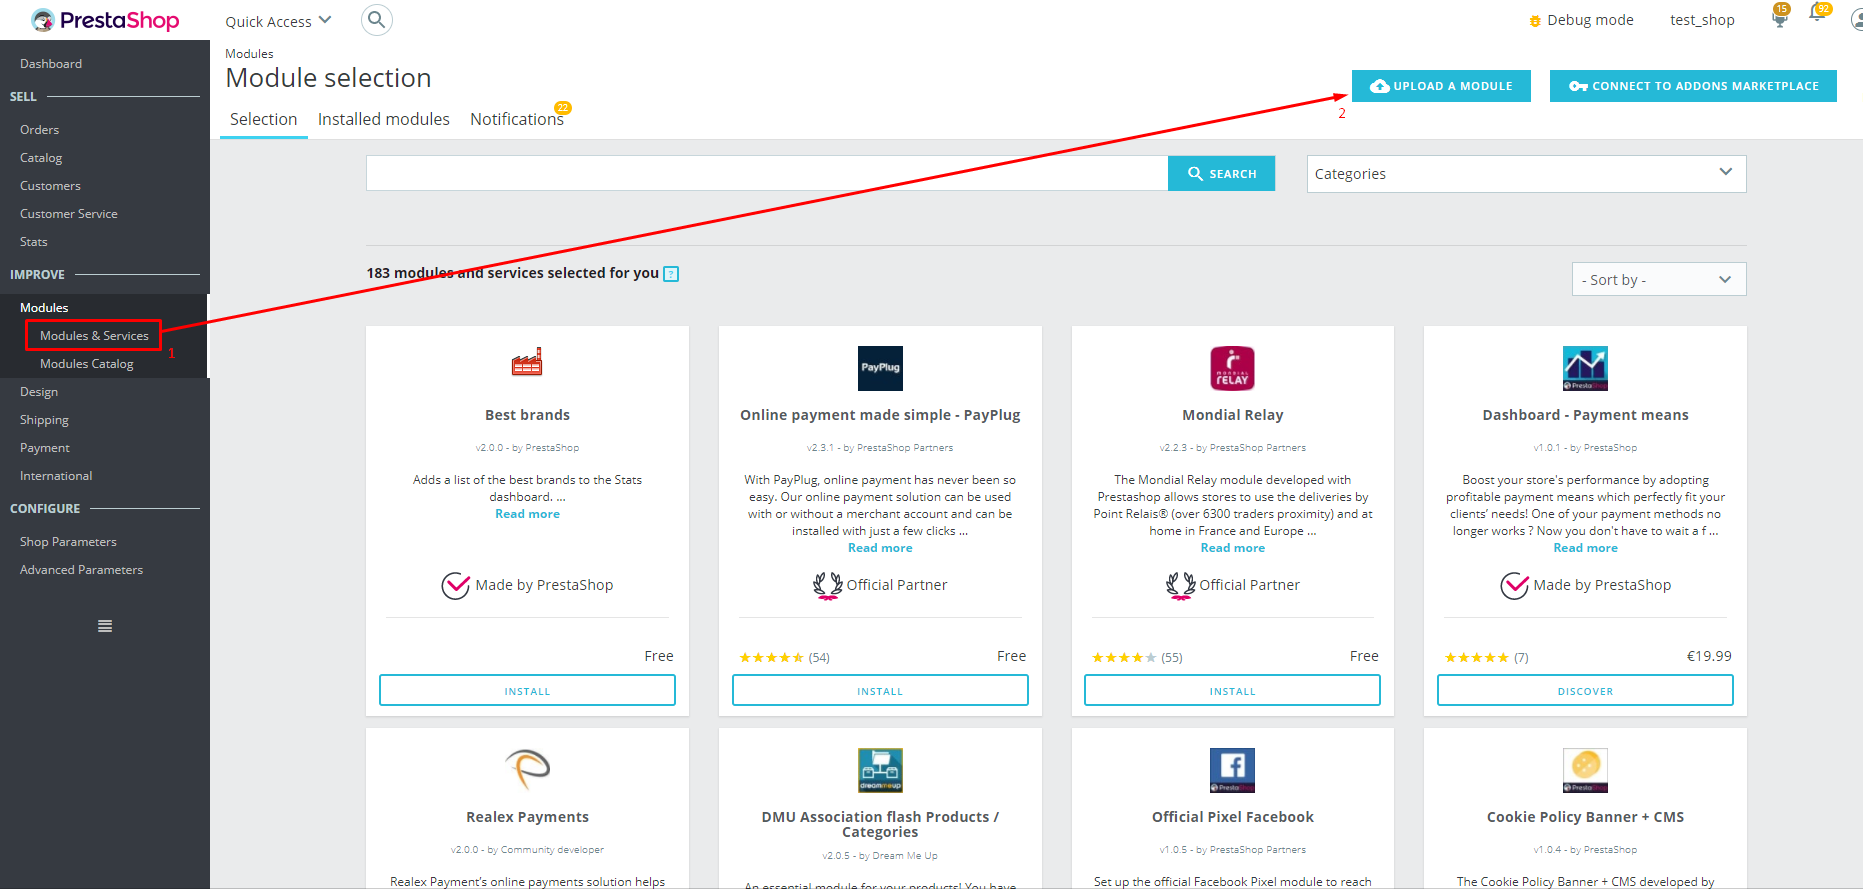 PrestaShop
Quick Access
Debug mode
test_shop
15
92
Dashboard
SELL
Orders
Catalog
Customers
Customer Service
Stats
IMPROVE
Modules
Modules & Services
1
Modules Catalog
Design
Shipping
Payment
International
CONFIGURE
Shop Parameters
Advanced Parameters
Modules
Module selection
UPLOAD A MODULE
CONNECT TO ADDONS MARKETPLACE
2
Selection
Installed modules
Notifications
22
SEARCH
Categories
183 modules and services selected for you
?
- Sort by -
Best brands
v2.0.0 - by PrestaShop
Adds a list of the best brands to the Stats
dashboard. ...
Read more
Made by PrestaShop
Free
INSTALL
PayPlug
Online payment made simple - PayPlug
v2.3.1 - by PrestaShop Partners
With PayPlug, online payment has never been so
easy. Our online payment solution can be used
with or without a merchant account and can be
installed with just a few clicks ...
Read more
Official Partner
(54)
Free
INSTALL
MONDIAL
RELAY
Mondial Relay
v2.2.3 - by PrestaShop Partners
The Mondial Relay module developed with
Prestashop allows stores to use the deliveries by
Point Relais® (over 6300 traders proximity) and at
home in France and Europe ...
Read more
Official Partner
(55)
Free
INSTALL
PrestaShop
Dashboard - Payment means
v1.0.1 - by PrestaShop
Boost your store's performance by adopting
profitable payment means which perfectly fit your
clients’ needs! One of your payment methods no
longer works ? Now you don't have to wait a f ...
Read more
Made by PrestaShop
(7)
€19.99
DISCOVER
Realex Payments
v2.0.0 - by Community developer
Realex Payment’s online payments solution helps
dreammeup
DMU Association flash Products /
Categories
v2.0.5 - by Dream Me Up
An essential module for your products! You have
PrestaShop
Official Pixel Facebook
v1.0.5 - by PrestaShop Partners
Set up the official Facebook Pixel module to reach
PrestaShop
Cookie Policy Banner + CMS
v1.0.4 - by PrestaShop
The Cookie Policy Banner + CMS developed by